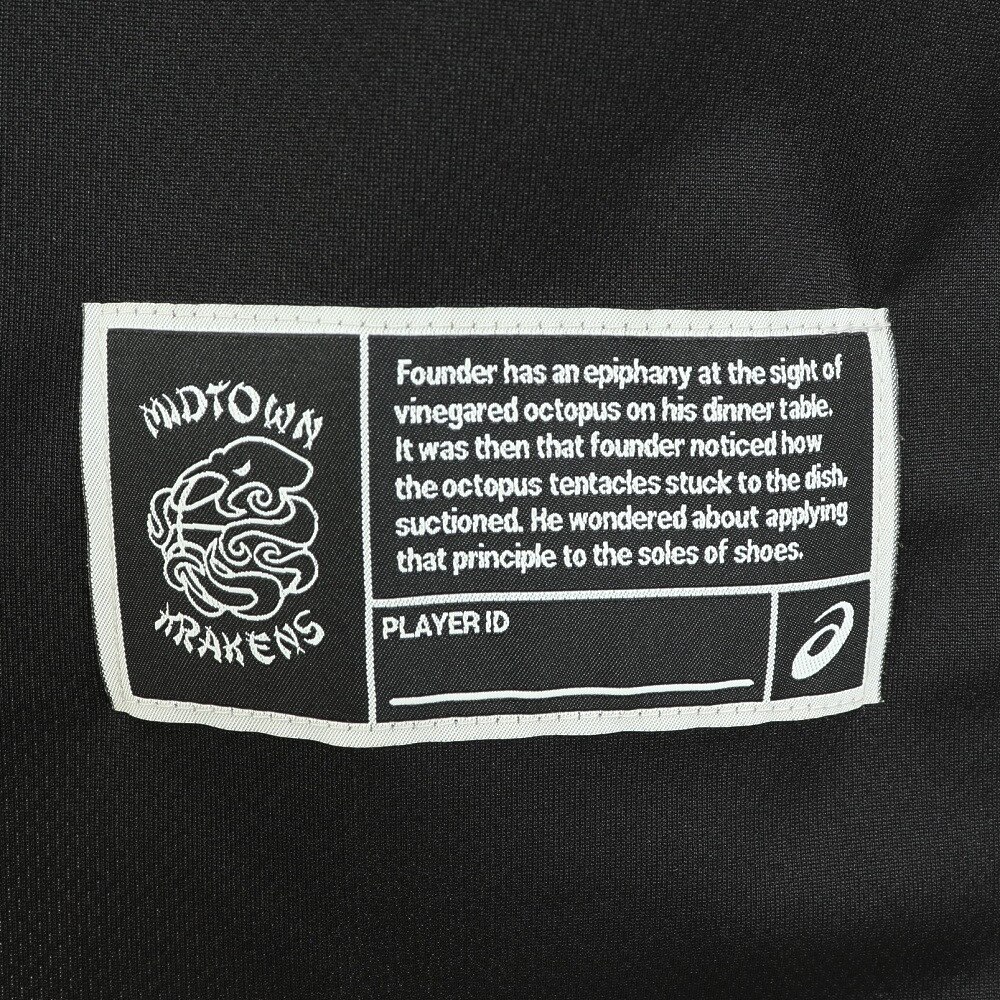 MIDTOWN
KRAKENS
Founder has an epiphany at the sight of
vinegared octopus on his dinner table.
It was then that founder noticed how
the octopus tentacles stuck to the dish,
suctioned. He wondered about applying
that principle to the soles of shoes.
PLAYER ID